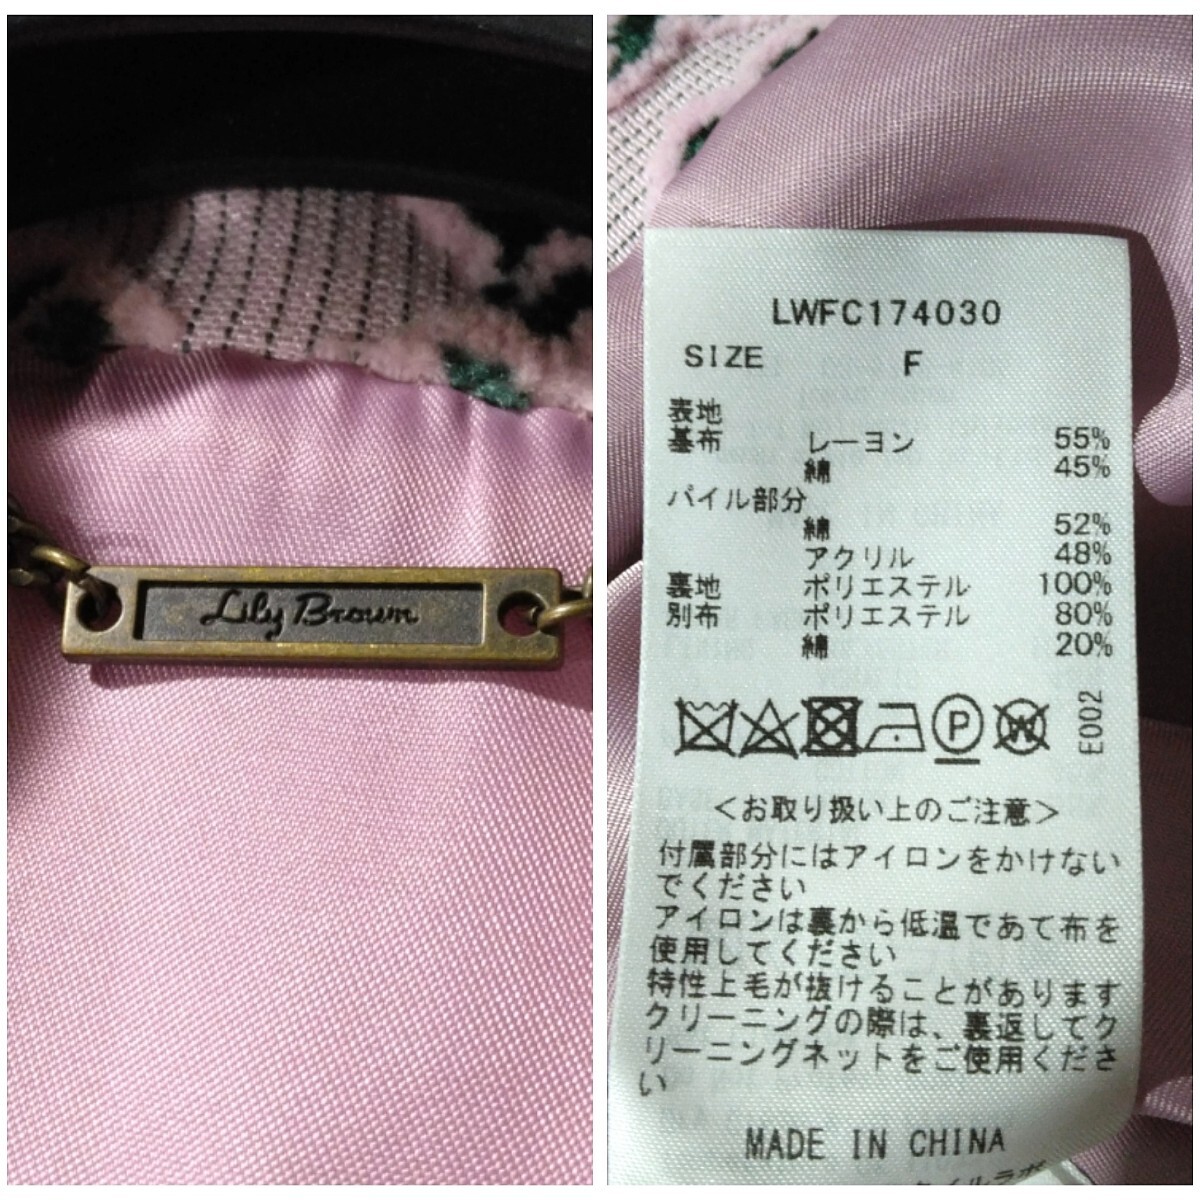 Lily Brown
LWFC174030
SIZE F
表地
基布 レーヨン 55%
綿 45%
パイル部分
綿 52%
アクリル 48%
裏地 ポリエステル 100%
別布 ポリエステル 80%
綿 20%
P W E002
<お取り扱い上のご注意>
付属部分にはアイロンをかけない
でください
アイロンは裏から低温であて布を
使用してください
特性上毛が抜けることがあります
クリーニングの際は、裏返してク
リーニングネットをご使用くださ
い
MADE IN CHINA